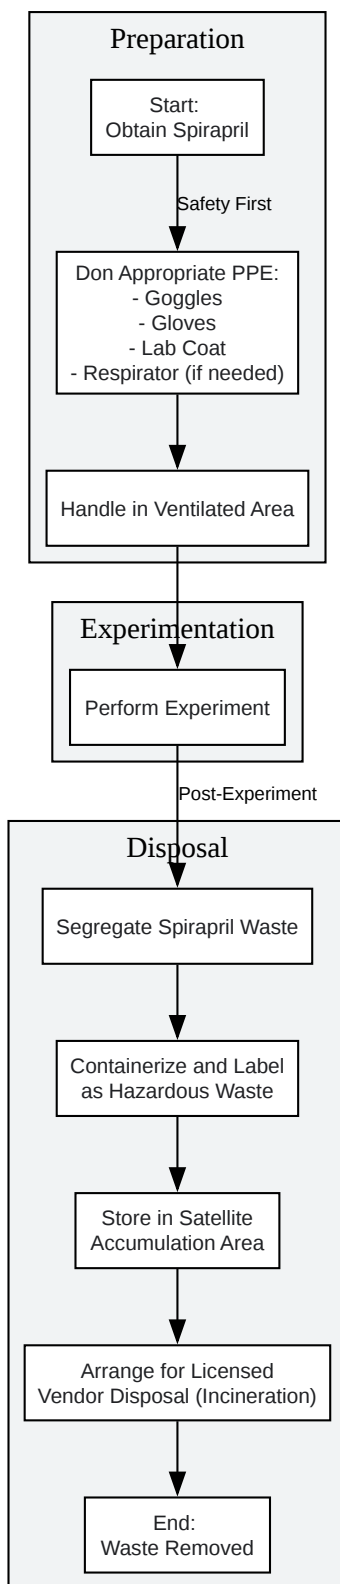 Preparation
Start:
Obtain Spirapril
Safety First
Don Appropriate PPE:
- Goggles
- Gloves
- Lab Coat
- Respirator (if needed)
Handle in Ventilated Area
Experimentation
Perform Experiment
Post-Experiment
Disposal
Segregate Spirapril Waste
Containerize and Label
as Hazardous Waste
Store in Satellite
Accumulation Area
Arrange for Licensed
Vendor Disposal (Incineration)
End:
Waste Removed